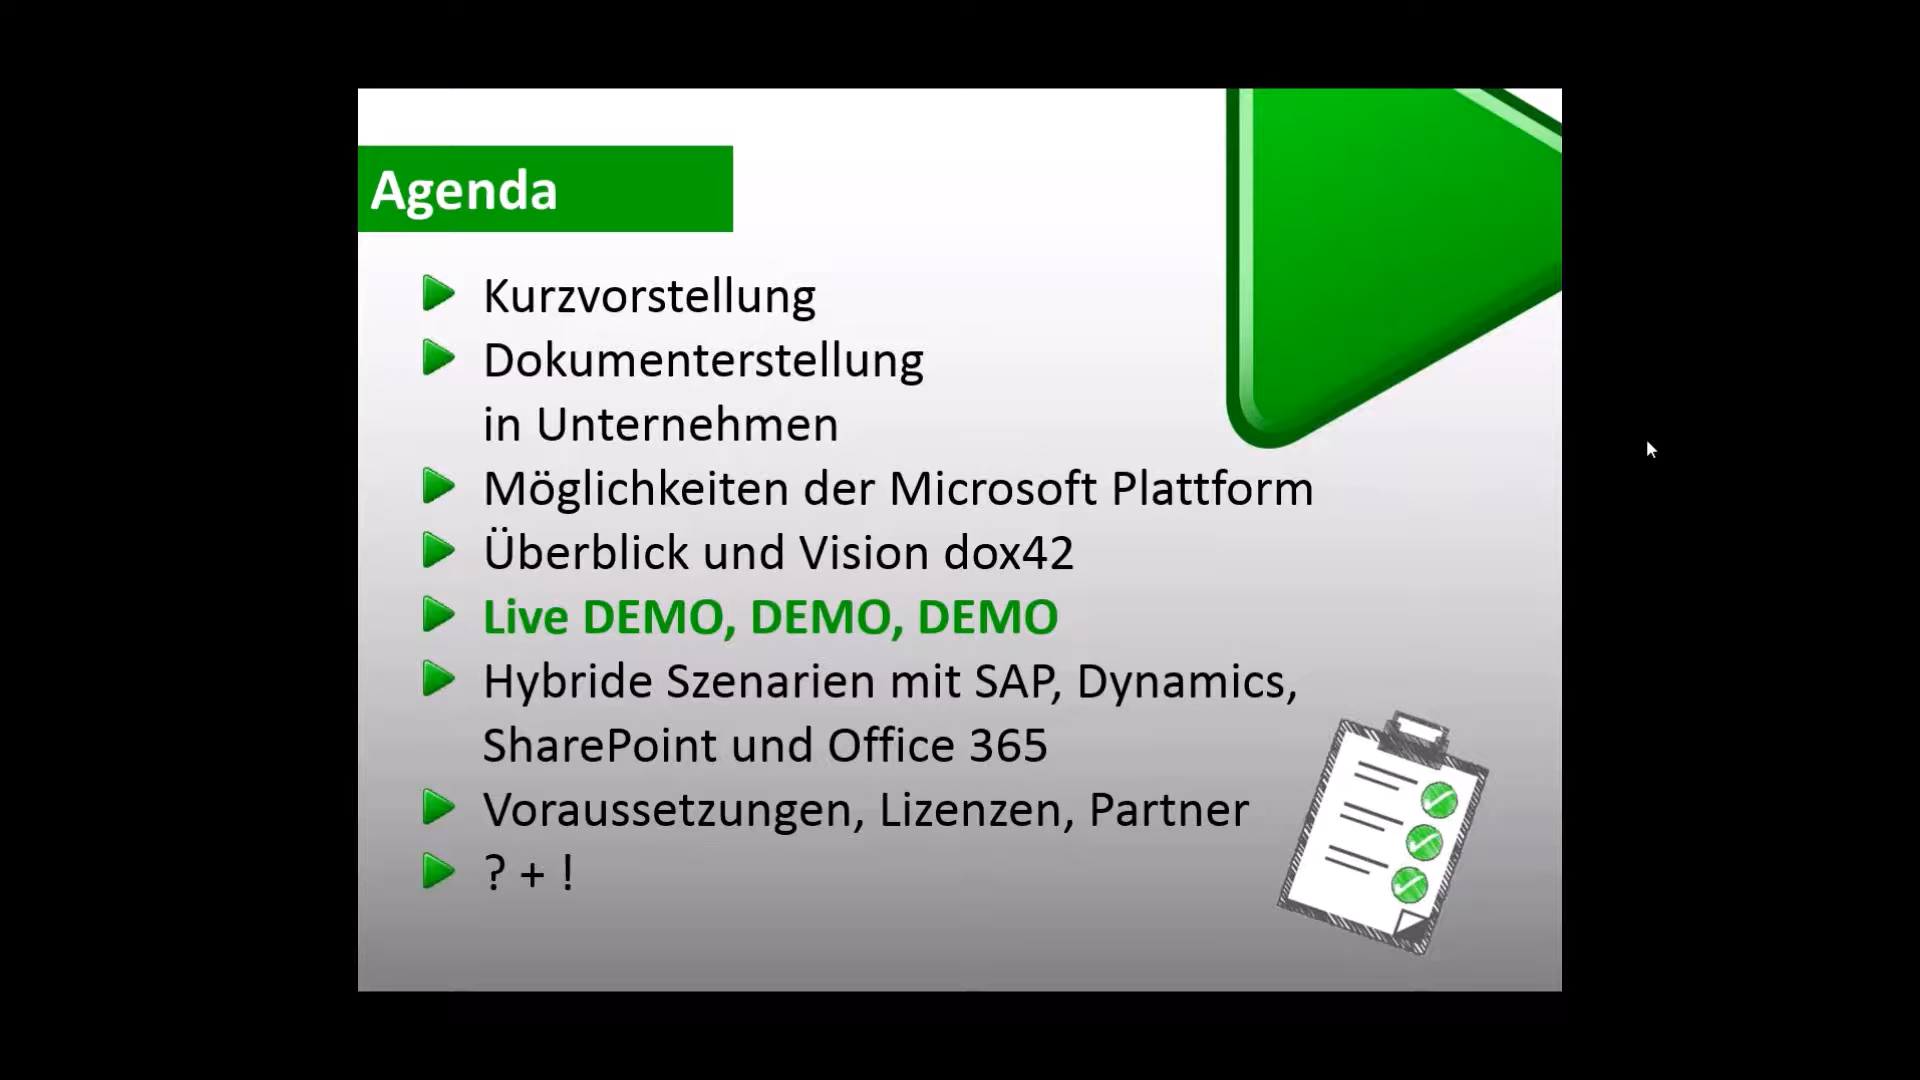 Agenda
Kurzvorstellung
Dokumenterstellung
in Unternehmen
Möglichkeiten der Microsoft Plattform
Überblick und Vision dox42
Live DEMO, DEMO, DEMO
Hybride Szenarien mit SAP, Dynamics,
SharePoint und Office 365
Voraussetzungen, Lizenzen, Partner
? + !